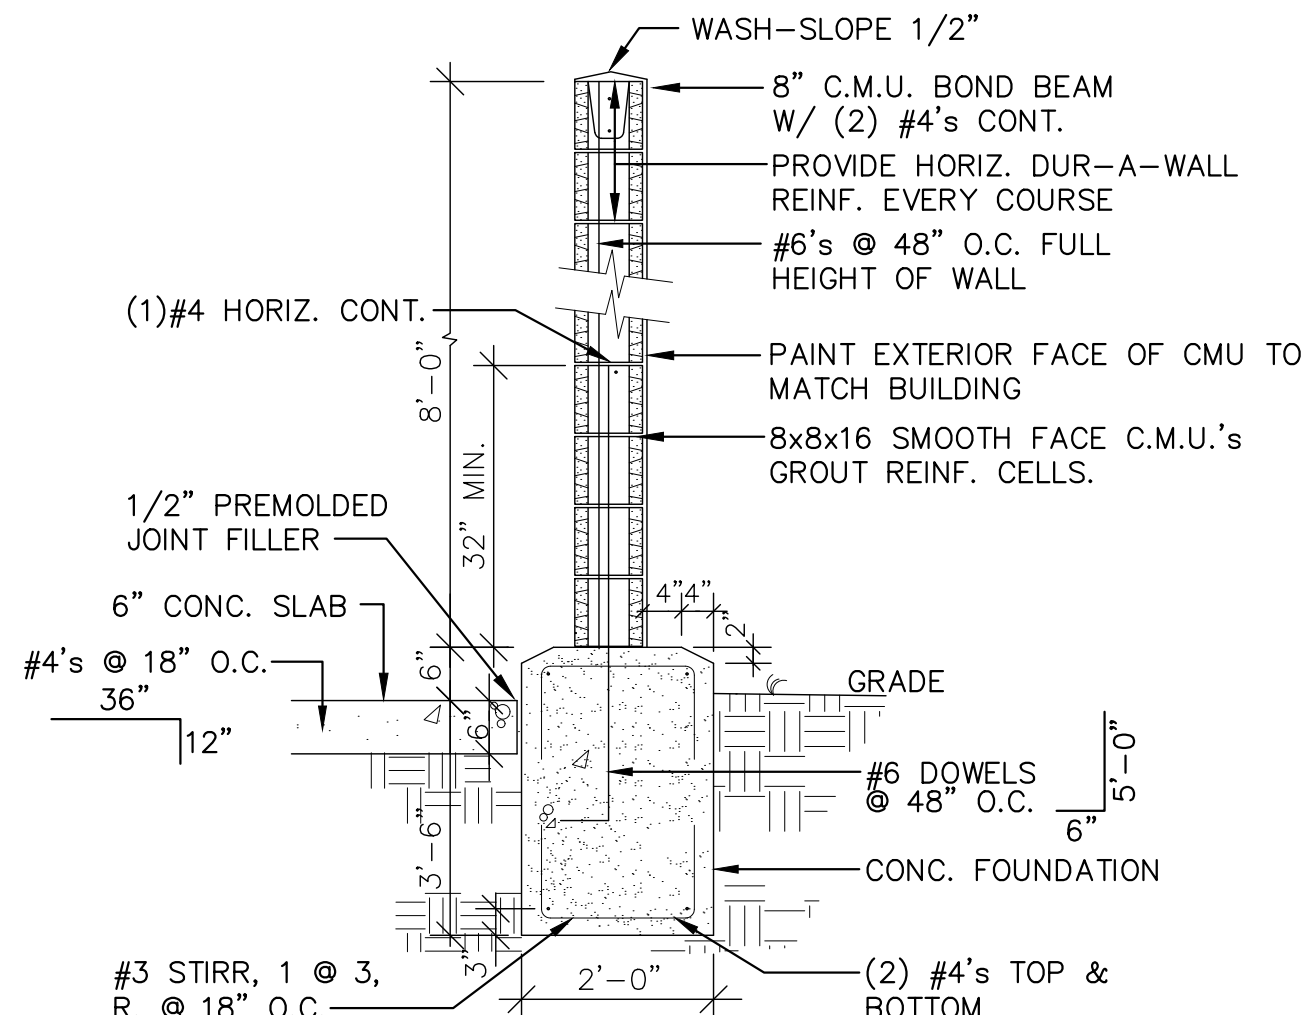 WASH-SLOPE 1/2"
8" C.M.U. BOND BEAM
W/ (2) #4's CONT.
PROVIDE HORIZ. DUR-A-WALL
REINF. EVERY COURSE
#6's @ 48" O.C. FULL
HEIGHT OF WALL
(1)#4 HORIZ. CONT.
8'-0"
PAINT EXTERIOR FACE OF CMU TO
MATCH BUILDING
8x8x16 SMOOTH FACE C.M.U.'s
GROUT REINF. CELLS.
32" MIN.
1/2" PREMOLDED
JOINT FILLER
6" CONC. SLAB
#4's @ 18" O.C.
36"
12"
6"
6"
4"
4"
2"
GRADE
#6 DOWELS
@ 48" O.C.
5'-0"
6"
3'-6"
CONC. FOUNDATION
3"
2'-0"
#3 STIRR, 1 @ 3,
R @ 18" O.C
(2) #4's TOP &
BOTTOM